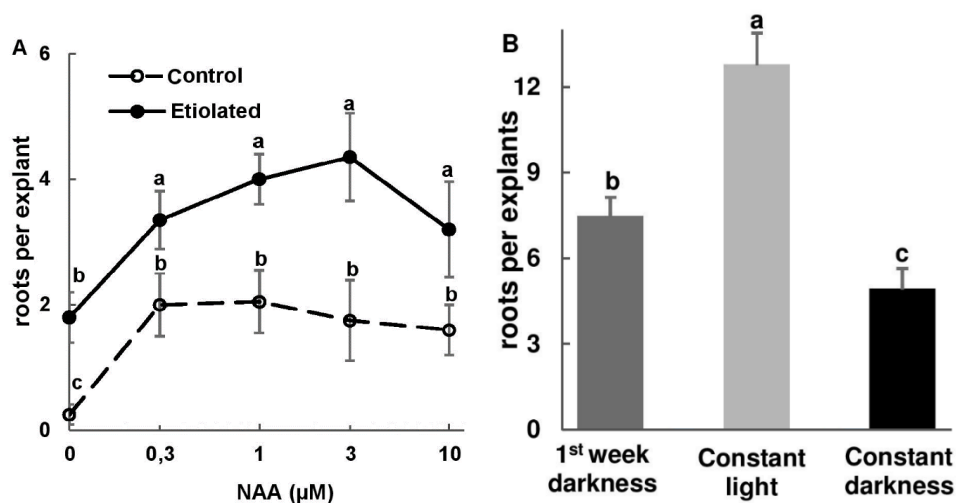 A
6
4
2
0
roots per explant
Control
Etiolated
a
a
a
a
b
b
b
b
b
c
0
0,3
1
3
10
NAA (µM)
B
12
9
6
3
0
roots per explants
b
a
c
1st week
darkness
Constant
light
Constant
darkness